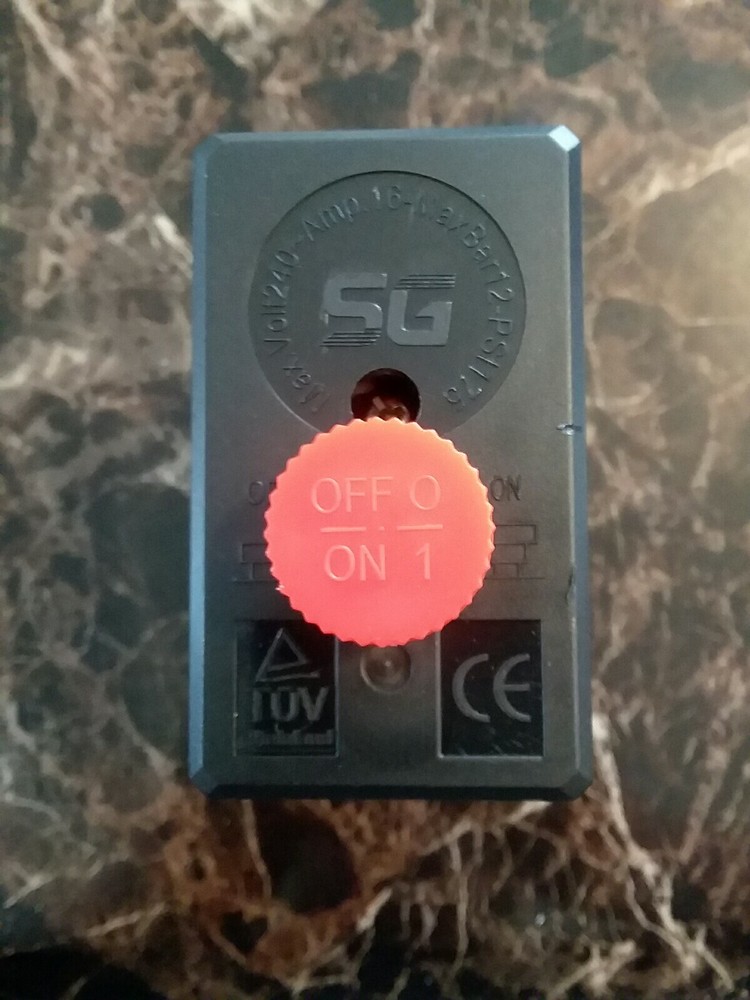 Max.Volt240-Amp.16-MaxBar12-PSI175
SG
ON
OFF O
ON 1
TÜV
CE